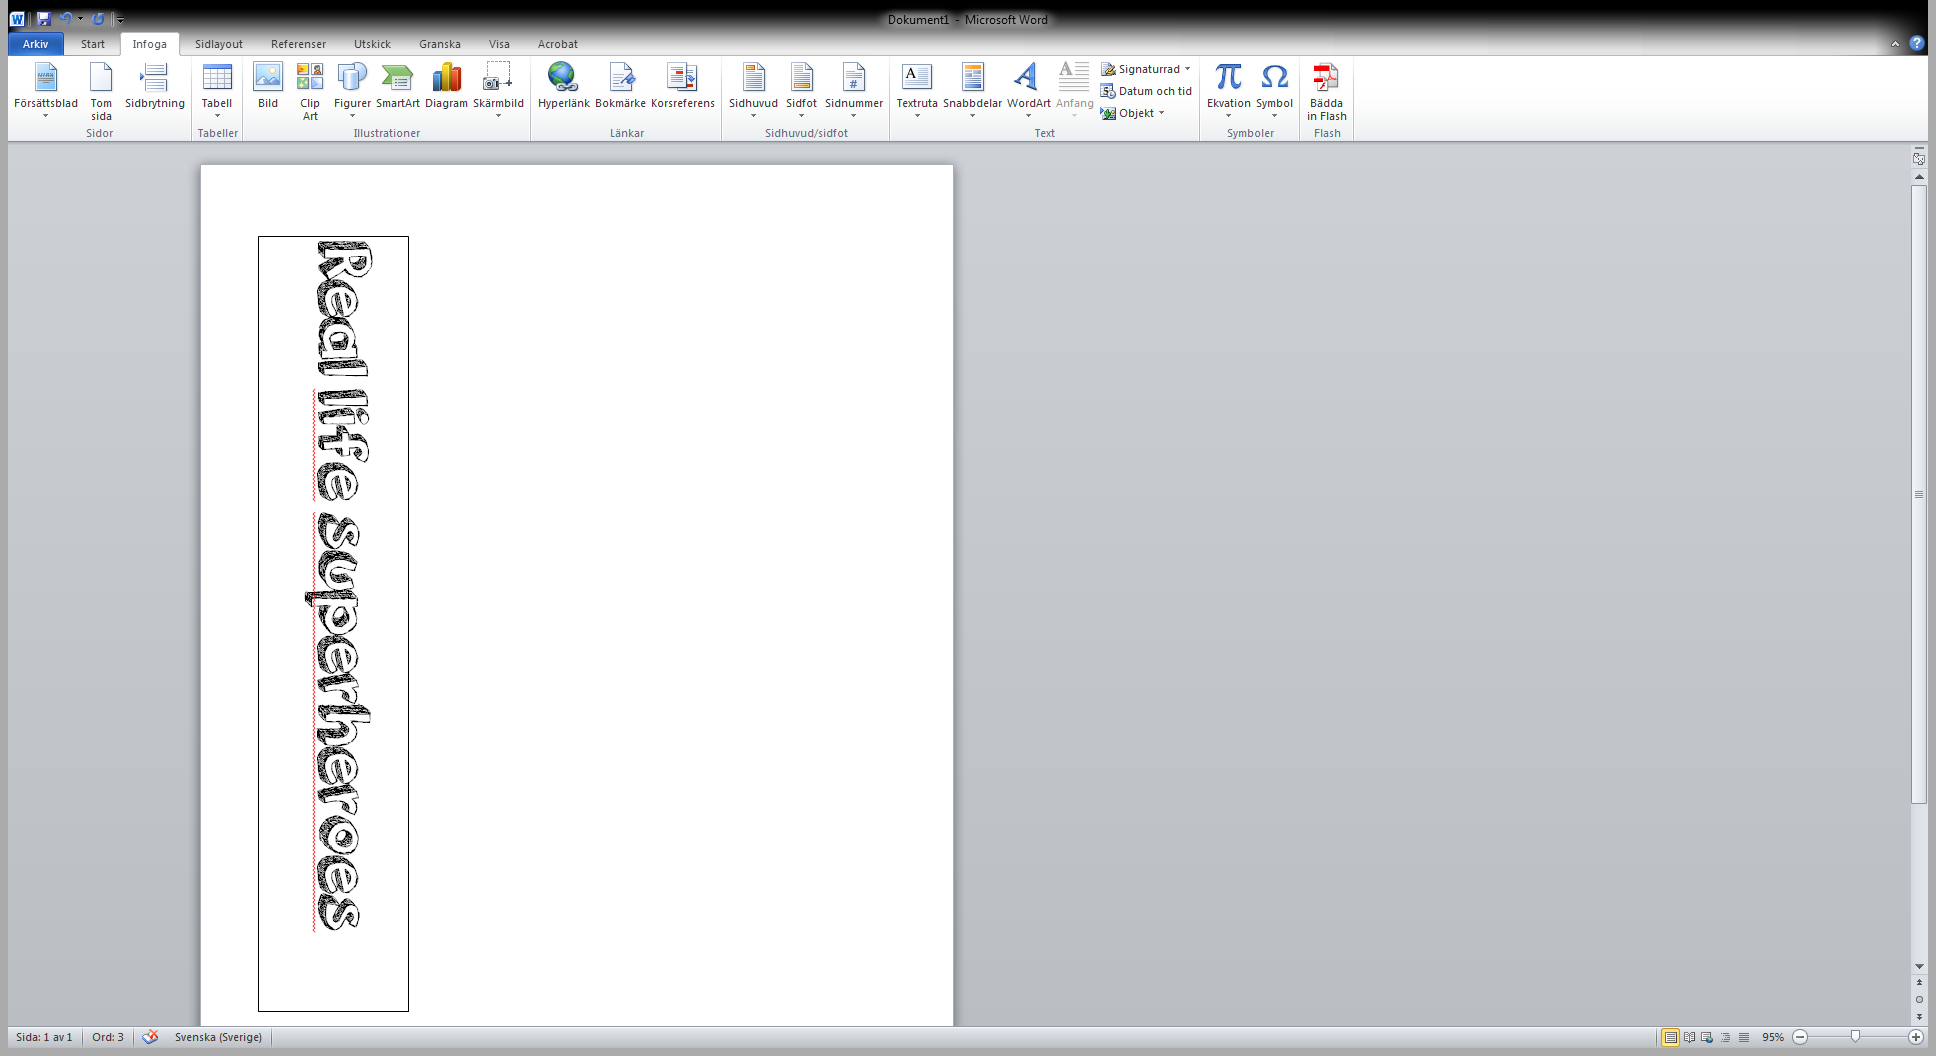 Dokument1 - Microsoft Word
Arkiv Start Infoga Sidlayout Referenser Utskick Granska Visa Acrobat
Försättsblad Tom sida Sidbrytning
Sidor
Tabell
Tabeller
Bild Clip Art Figurer SmartArt Diagram Skärmbild
Illustrationer
Hyperlänk Bokmärke Korsreferens
Länkar
Sidhuvud Sidfot Sidnummer
Sidhuvud/sidfot
Textruta Snabbdelar WordArt Anfang
Signaturrad
Datum och tid
Objekt
Text
Ekvation Symbol
Symboler
Bädda in Flash
Flash
Real life superheroes
Sida: 1 av 1 Ord: 3 Svenska (Sverige) 95%